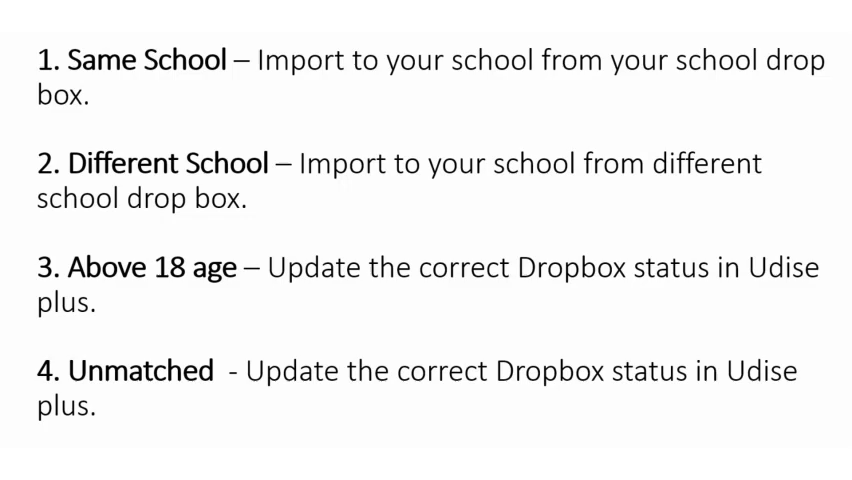 1. Same School – Import to your school from your school drop
box.
2. Different School – Import to your school from different
school drop box.
3. Above 18 age – Update the correct Dropbox status in Udise
plus.
4. Unmatched - Update the correct Dropbox status in Udise
plus.